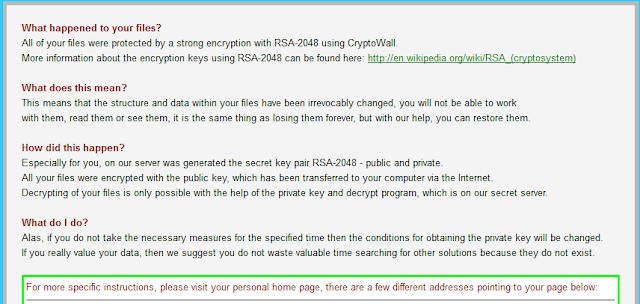 What happened to your files?
All of your files were protected by a strong encryption with RSA-2048 using CryptoWall.
More information about the encryption keys using RSA-2048 can be found here: http://en.wikipedia.org/wiki/RSA_(cryptosystem)
What does this mean?
This means that the structure and data within your files have been irrevocably changed, you will not be able to work
with them, read them or see them, it is the same thing as losing them forever, but with our help, you can restore them.
How did this happen?
Especially for you, on our server was generated the secret key pair RSA-2048 - public and private.
All your files were encrypted with the public key, which has been transferred to your computer via the Internet.
Decrypting of your files is only possible with the help of the private key and decrypt program, which is on our secret server.
What do I do?
Alas, if you do not take the necessary measures for the specified time then the conditions for obtaining the private key will be changed.
If you really value your data, then we suggest you do not waste valuable time searching for other solutions because they do not exist.
For more specific instructions, please visit your personal home page, there are a few different addresses pointing to your page below: